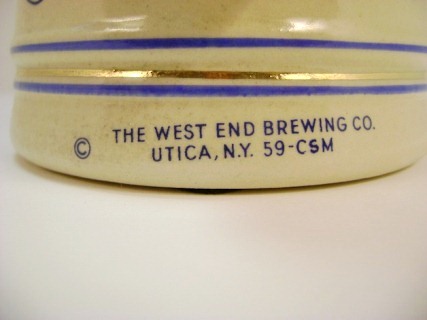 THE WEST END BREWING CO.
© UTICA, N.Y. 59-CSM